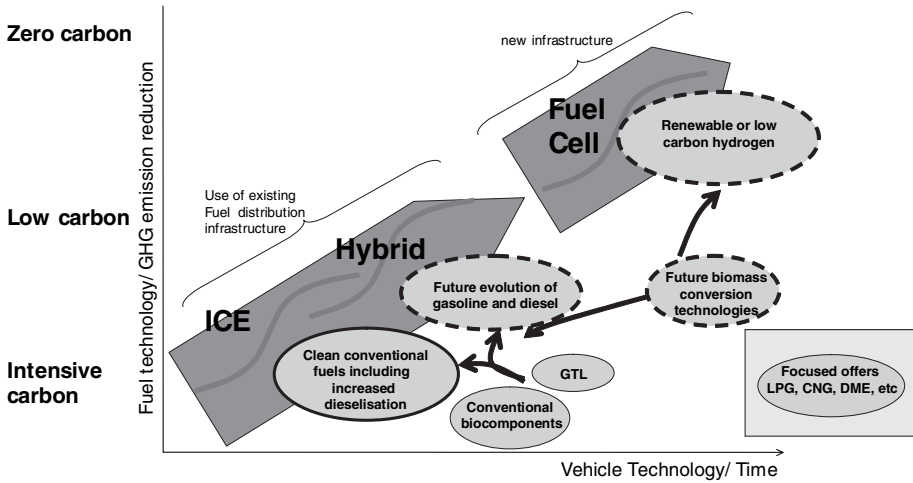 Zero carbon
Low carbon
Intensive
carbon
Fuel technology/ GHG emission reduction
new infrastructure
Use of existing
Fuel distribution
infrastructure
Fuel
Cell
Renewable or low
carbon hydrogen
Hybrid
ICE
Future evolution of
gasoline and diesel
Future biomass
conversion
technologies
Clean conventional
fuels including
increased
dieselisation
GTL
Conventional
biocomponents
Focused offers
LPG, CNG, DME, etc
Vehicle Technology/ Time